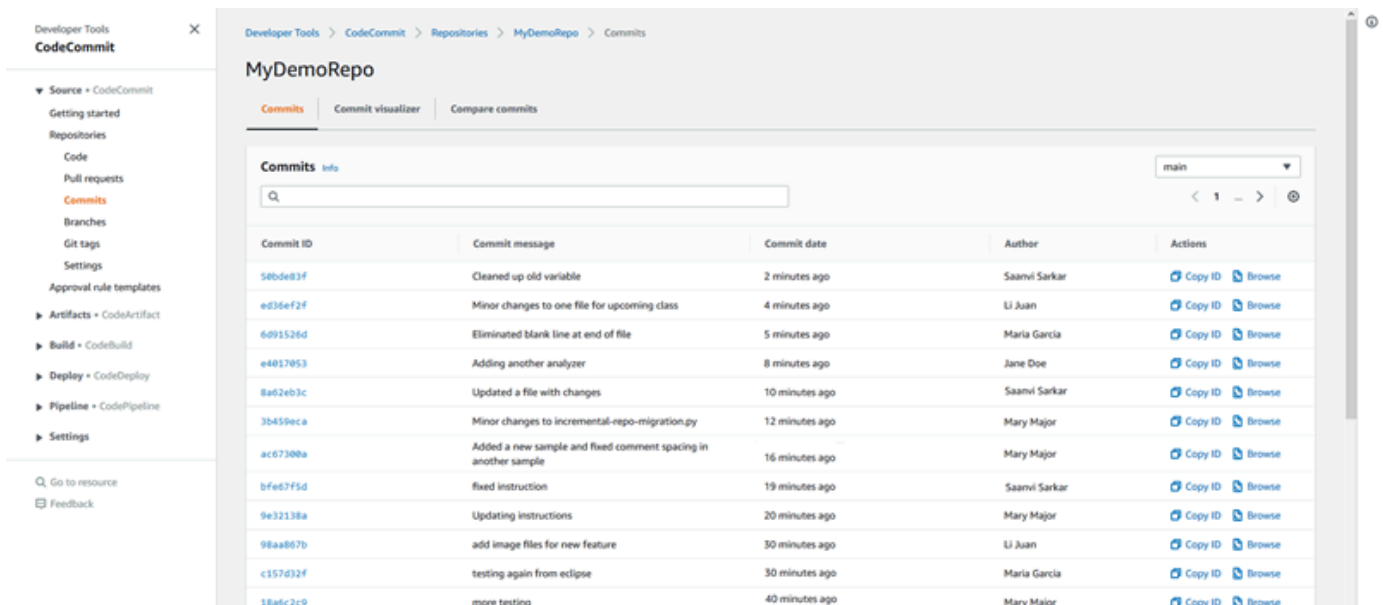 Developer Tools
CodeCommit
Source • CodeCommit
Getting started
Repositories
Code
Pull requests
Commits
Branches
Git tags
Settings
Approval rule templates
Artifacts • CodeArtifact
Build • CodeBuild
Deploy • CodeDeploy
Pipeline • CodePipeline
Settings
Go to resource
Feedback
Developer Tools > CodeCommit > Repositories > MyDemoRepo > Commits
MyDemoRepo
Commits Commit visualizer Compare commits
Commits Info main
1 ...
Commit ID Commit message Commit date Author Actions
50bde83f Cleaned up old variable 2 minutes ago Saanvi Sarkar Copy ID Browse
ed36ef2f Minor changes to one file for upcoming class 4 minutes ago Li Juan Copy ID Browse
6d91526d Eliminated blank line at end of file 5 minutes ago Maria Garcia Copy ID Browse
e4017053 Adding another analyzer 8 minutes ago Jane Doe Copy ID Browse
8a62eb3c Updated a file with changes 10 minutes ago Saanvi Sarkar Copy ID Browse
3b459eca Minor changes to incremental-repo-migration.py 12 minutes ago Mary Major Copy ID Browse
ac67300a Added a new sample and fixed comment spacing in
another sample 16 minutes ago Mary Major Copy ID Browse
bfe67f5d fixed instruction 19 minutes ago Saanvi Sarkar Copy ID Browse
9e32138a Updating instructions 20 minutes ago Mary Major Copy ID Browse
98aa867b add image files for new feature 30 minutes ago Li Juan Copy ID Browse
c157d32f testing again from eclipse 30 minutes ago Maria Garcia Copy ID Browse
18a6c2c9 more testing 40 minutes ago Mary Major Copy ID Browse